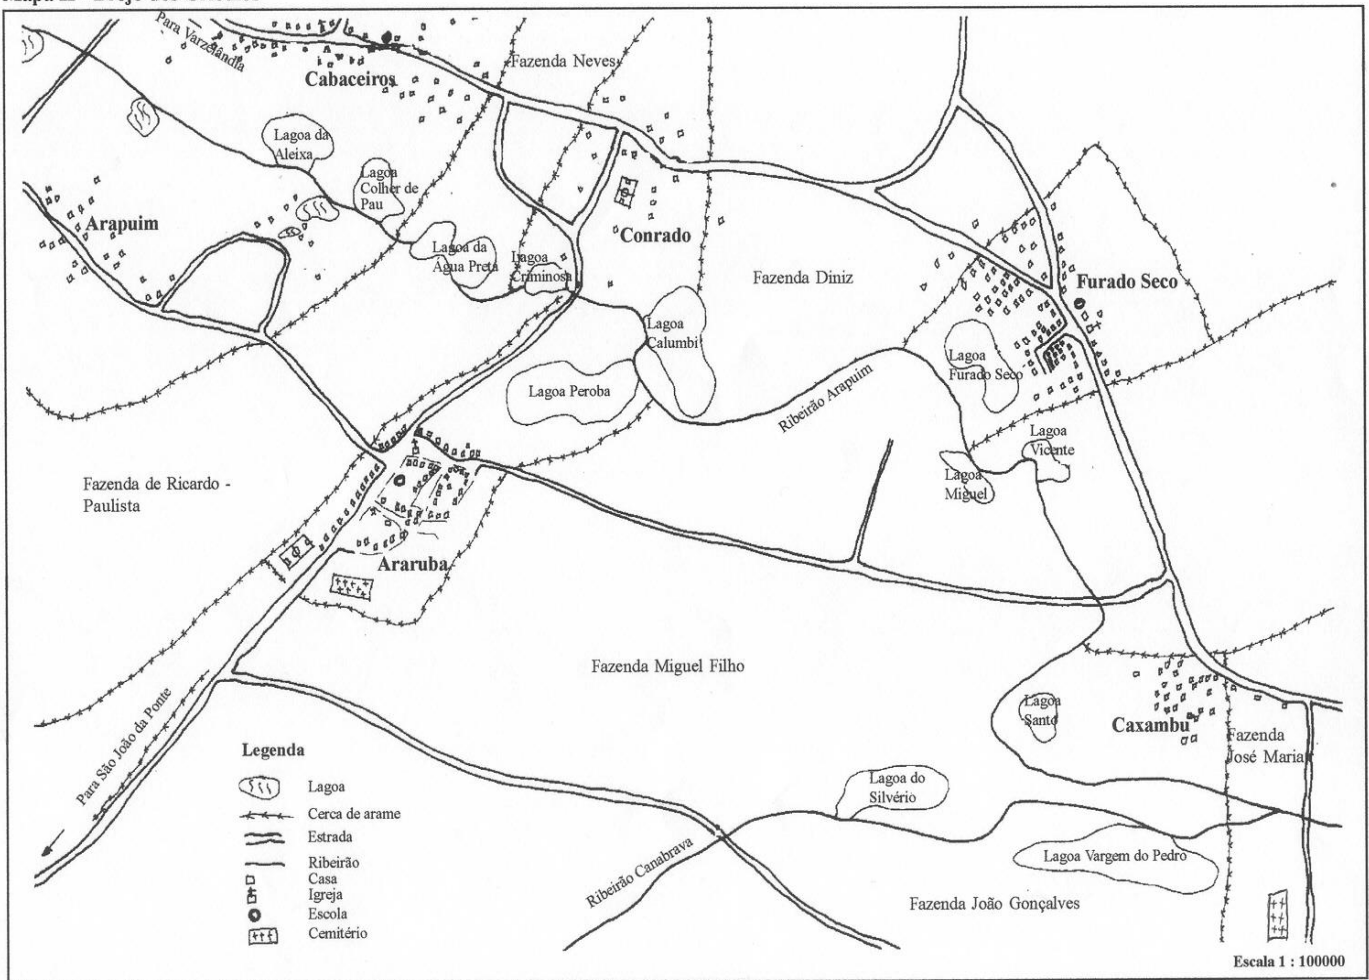 Para Varzelândia
Cabaceiros
Fazenda Neves
Lagoa da
Aleixa
Lagoa
Colher de
Pau
Arapuim
Lagoa da
Agua Preta
Lagoa
Criminosa
Conrado
Fazenda Diniz
Furado Seco
Lagoa
Calumbi
Lagoa
Furado Seco
Lagoa Peroba
Ribeirão Arapuim
Lagoa
Vicente
Lagoa
Miguel
Fazenda de Ricardo -
Paulista
Araruba
Fazenda Miguel Filho
Lagoa
Santo
Caxambu
Fazenda
José Maria
Para São João da Ponte
Legenda
Lagoa
Cerca de arame
Estrada
Ribeirão
Casa
Igreja
Escola
Cemitério
Lagoa do
Silvério
Ribeirão Canabrava
Lagoa Vargem do Pedro
Fazenda João Gonçalves
Escala 1 : 100000